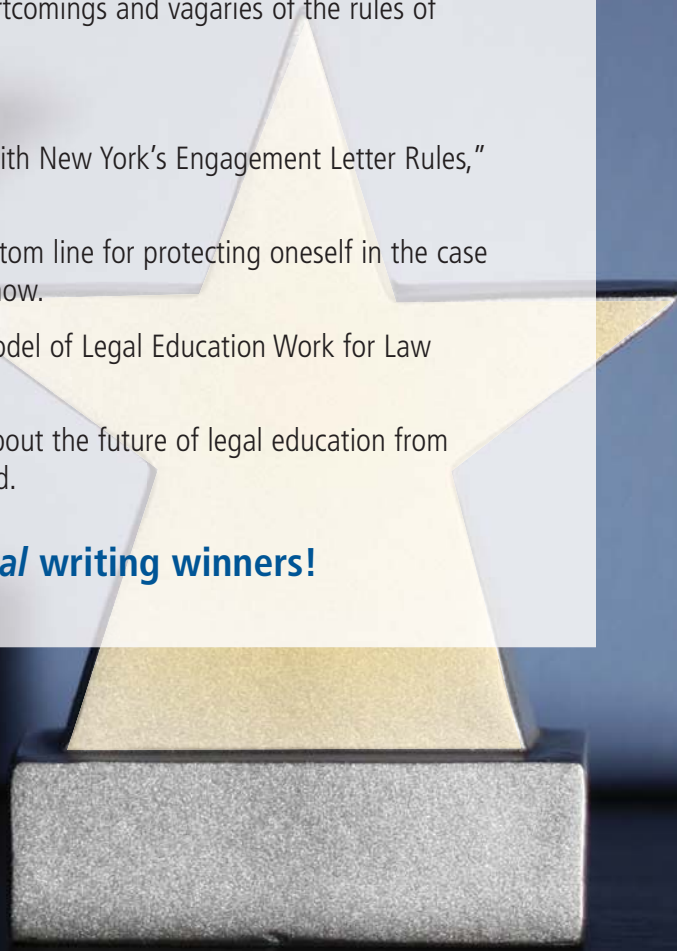 rtcomings and vagaries of the rules of
ith New York's Engagement Letter Rules,"
tom line for protecting oneself in the case
now.
odel of Legal Education Work for Law
bout the future of legal education from
d.
al writing winners!